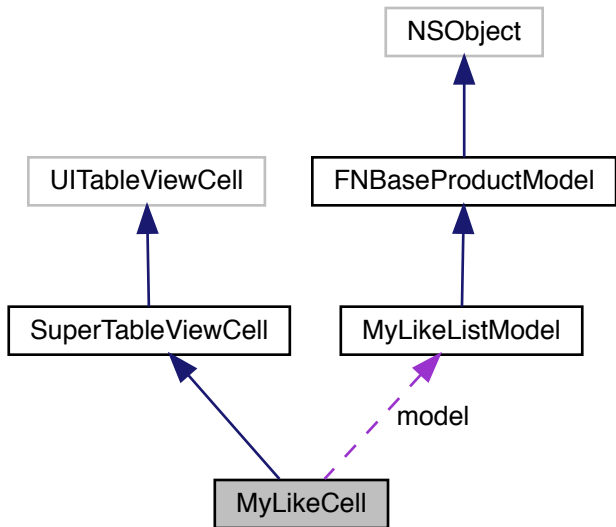 NSObject
UITableViewCell
FNBaseProductModel
SuperTableViewCell
MyLikeListModel
model
MyLikeCell